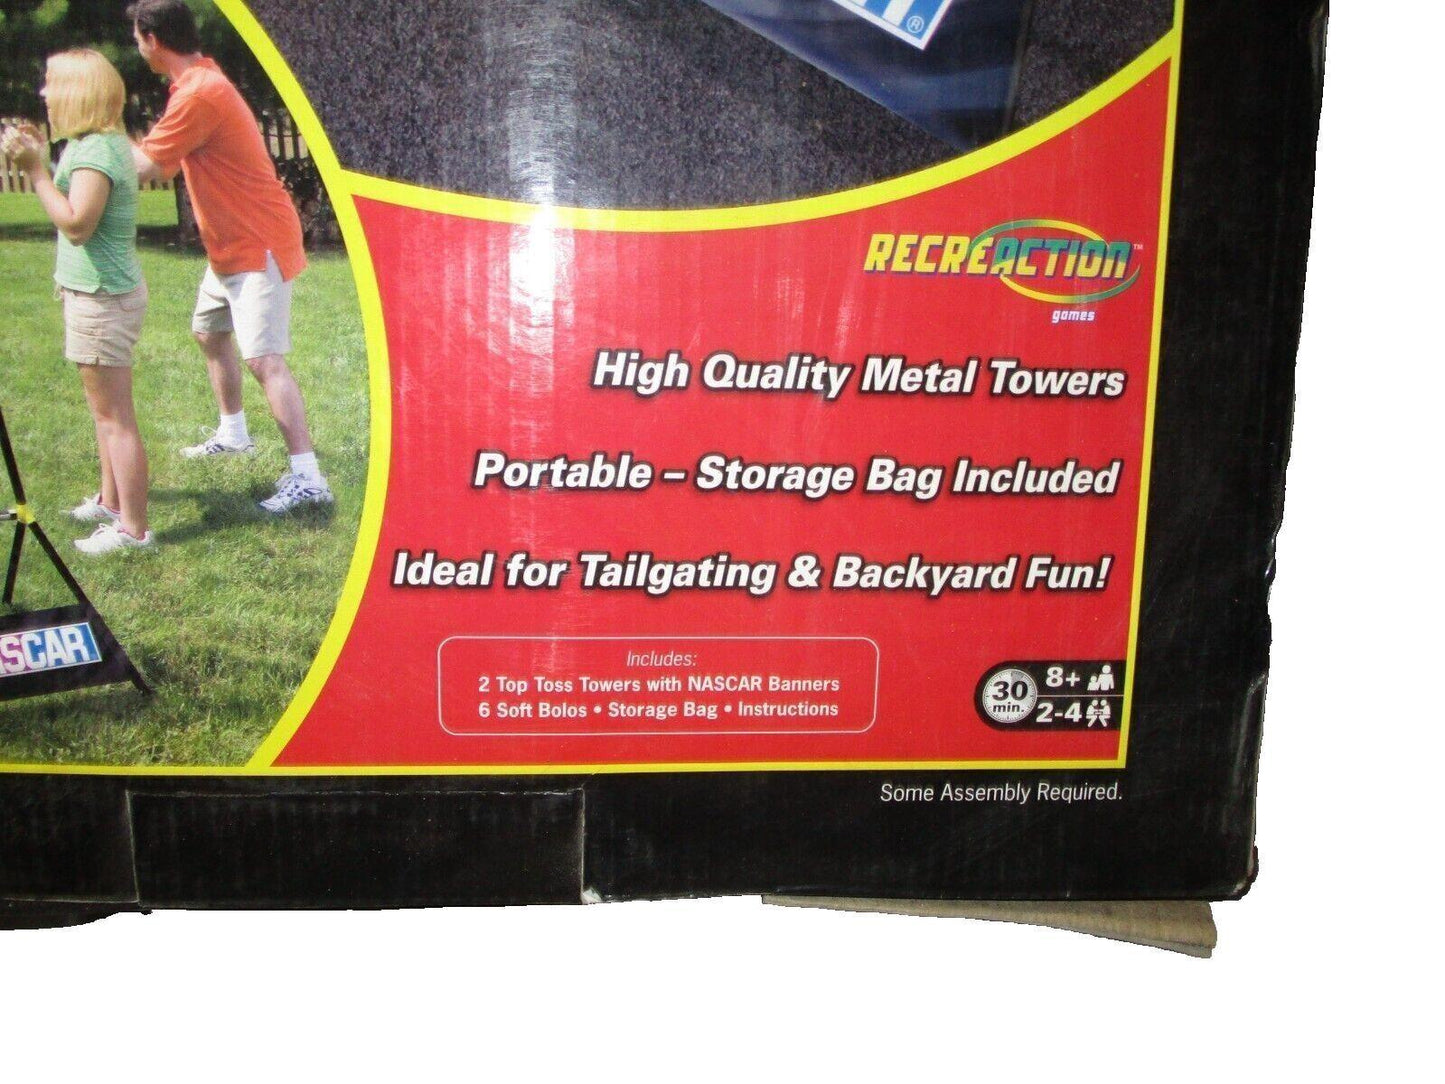 ®
RECREACTION™
games
High Quality Metal Towers
Portable – Storage Bag Included
Ideal for Tailgating & Backyard Fun!
SCAR
Includes:
2 Top Toss Towers with NASCAR Banners
6 Soft Bolos • Storage Bag • Instructions
30
min.
8+
2-4
Some Assembly Required.